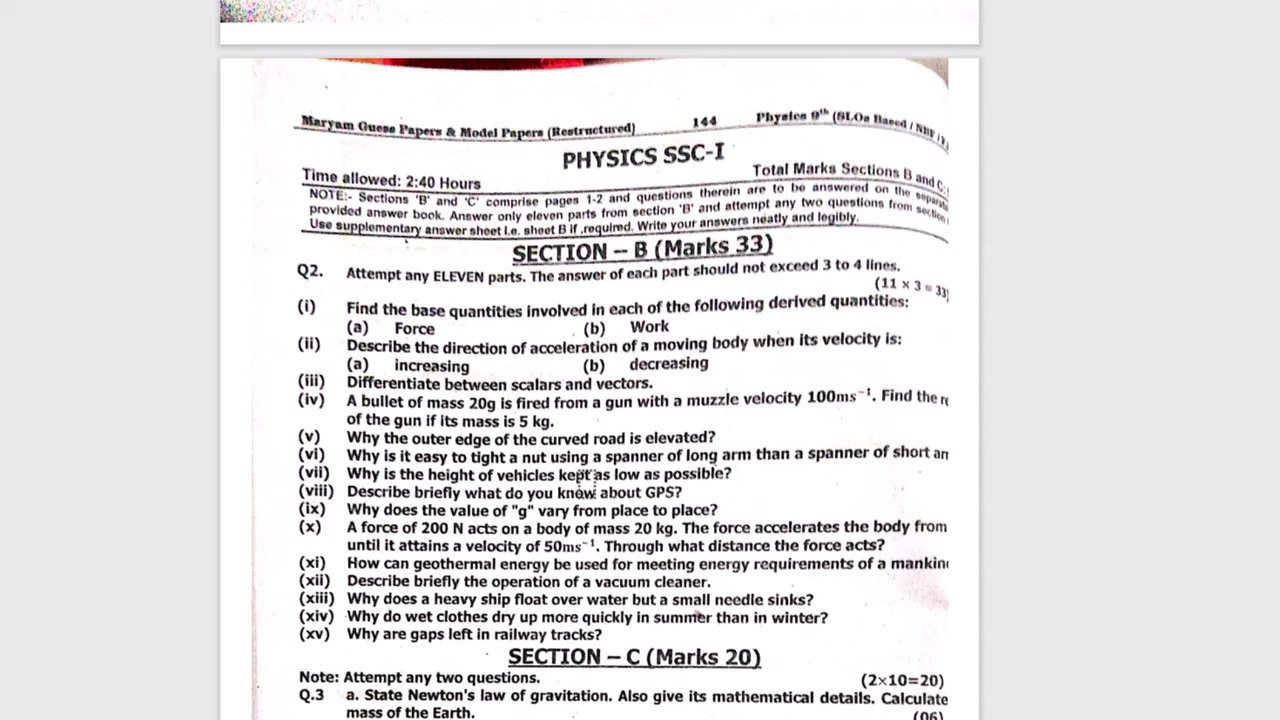 Maryam Guess Papers & Model Papers (Restructured) 144 Physics 9th (SLOs Based /
PHYSICS SSC-I
Time allowed: 2:40 Hours Total Marks Sections B and C:
NOTE:- Sections 'B' and 'C' comprise pages 1-2 and questions therein are to be answered on the
provided answer book. Answer only eleven parts from section 'B' and attempt any two questions from section
Use supplementary answer sheet i.e. sheet B if required. Write your answers neatly and legibly.
SECTION – B (Marks 33)
Q2. Attempt any ELEVEN parts. The answer of each part should not exceed 3 to 4 lines.
(11 × 3 = 33)
(i) Find the base quantities involved in each of the following derived quantities:
(a) Force (b) Work
(ii) Describe the direction of acceleration of a moving body when its velocity is:
(a) increasing (b) decreasing
(iii) Differentiate between scalars and vectors.
(iv) A bullet of mass 20g is fired from a gun with a muzzle velocity 100ms⁻¹. Find the
of the gun if its mass is 5 kg.
(v) Why the outer edge of the curved road is elevated?
(vi) Why is it easy to tight a nut using a spanner of long arm than a spanner of short
(vii) Why is the height of vehicles kept as low as possible?
(viii) Describe briefly what do you know about GPS?
(ix) Why does the value of "g" vary from place to place?
(x) A force of 200 N acts on a body of mass 20 kg. The force accelerates the body from
until it attains a velocity of 50ms⁻¹. Through what distance the force acts?
(xi) How can geothermal energy be used for meeting energy requirements of a
(xii) Describe briefly the operation of a vacuum cleaner.
(xiii) Why does a heavy ship float over water but a small needle sinks?
(xiv) Why do wet clothes dry up more quickly in summer than in winter?
(xv) Why are gaps left in railway tracks?
SECTION – C (Marks 20)
Note: Attempt any two questions. (2×10=20)
Q.3 a. State Newton's law of gravitation. Also give its mathematical details. Calculate
mass of the Earth. (06)